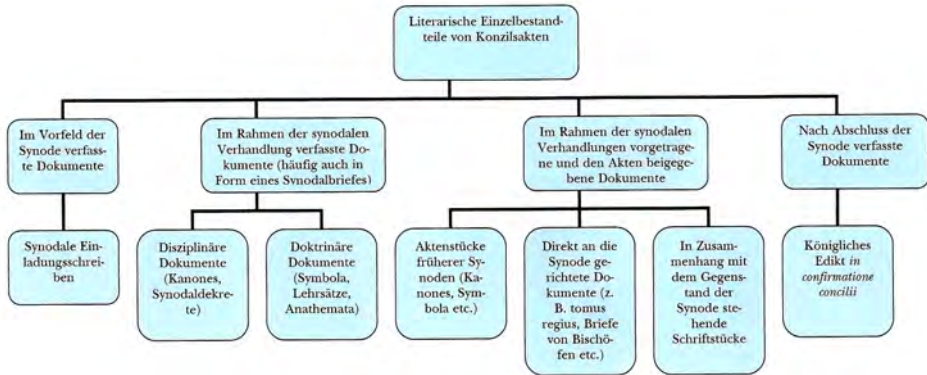 Literarische Einzelbestand-
teile von Konzilsakten
Im Vorfeld der
Synode verfass-
te Dokumente
Im Rahmen der synodalen
Verhandlung verfasste Do-
kumente (häufig auch in
Form eines Synodalbriefes)
Im Rahmen der synodalen
Verhandlungen vorgetrage-
ne und den Akten beigege-
bene Dokumente
Nach Abschluss der
Synode verfasste
Dokumente
Synodale Ein-
ladungsschrei-
ben
Disziplinäre
Dokumente
(Kanones,
Synodaldekre-
te)
Doktrinäre
Dokumente
(Symbola,
Lehrsätze,
Anathemata)
Aktenstücke
früherer Sy-
noden (Ka-
nones, Sym-
bola etc.)
Direkt an die
Synode ge-
richtete Do-
kumente (z.
B. tomus
regius, Briefe
von Bischö-
fen etc.)
In Zusam-
menhang mit
dem Gegen-
stand der
Synode ste-
hende
Schriftstücke
Königliches
Edikt in
confirmatione
concilii